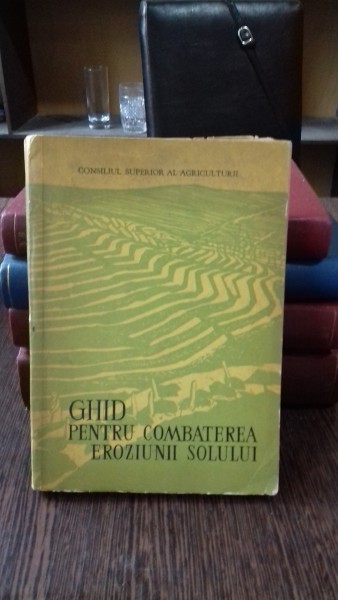 CONSILIUL SUPERIOR AL AGRICULTURII
GHID
PENTRU COMBATEREA
EROZIUNII SOLULUI